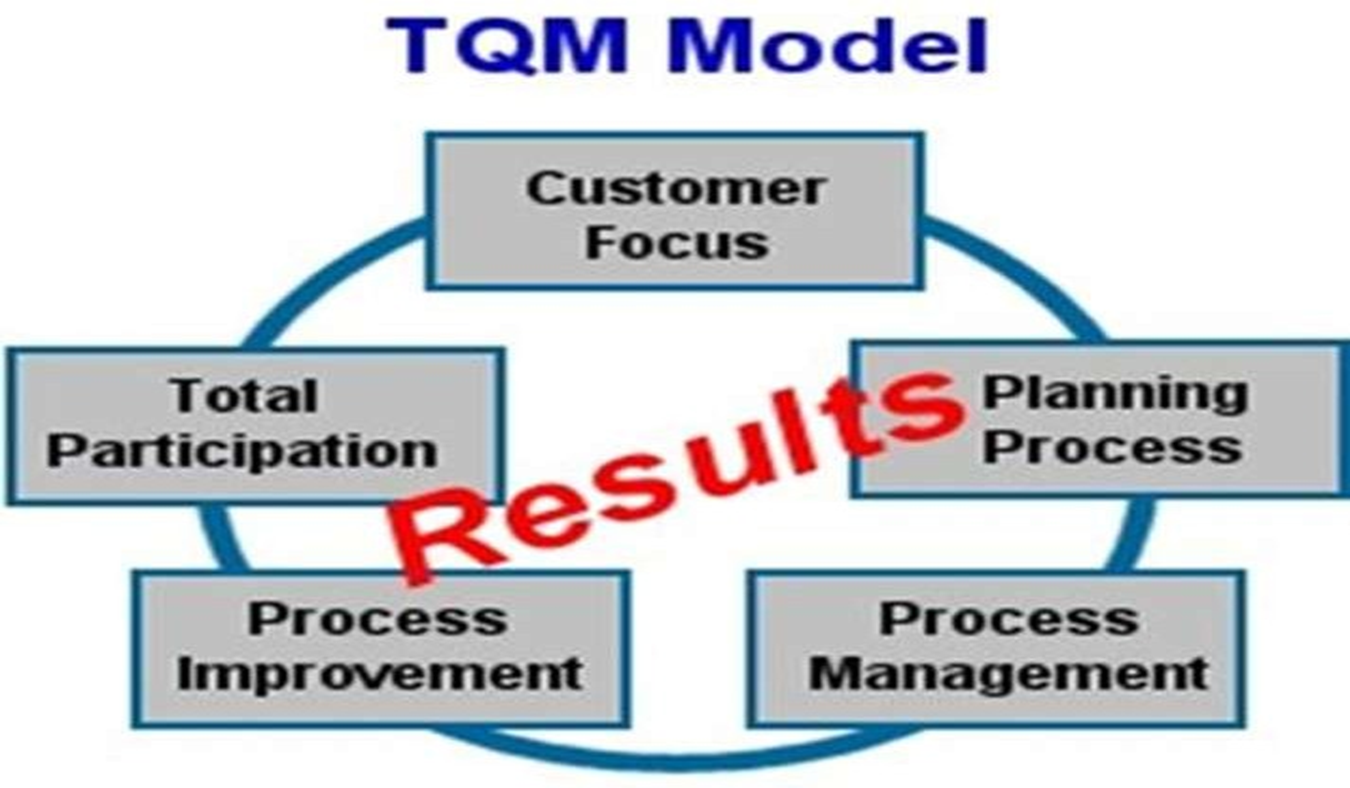 TQM Model
Customer
Focus
Total
Participation
Results
Planning
Process
Process
Improvement
Process
Management